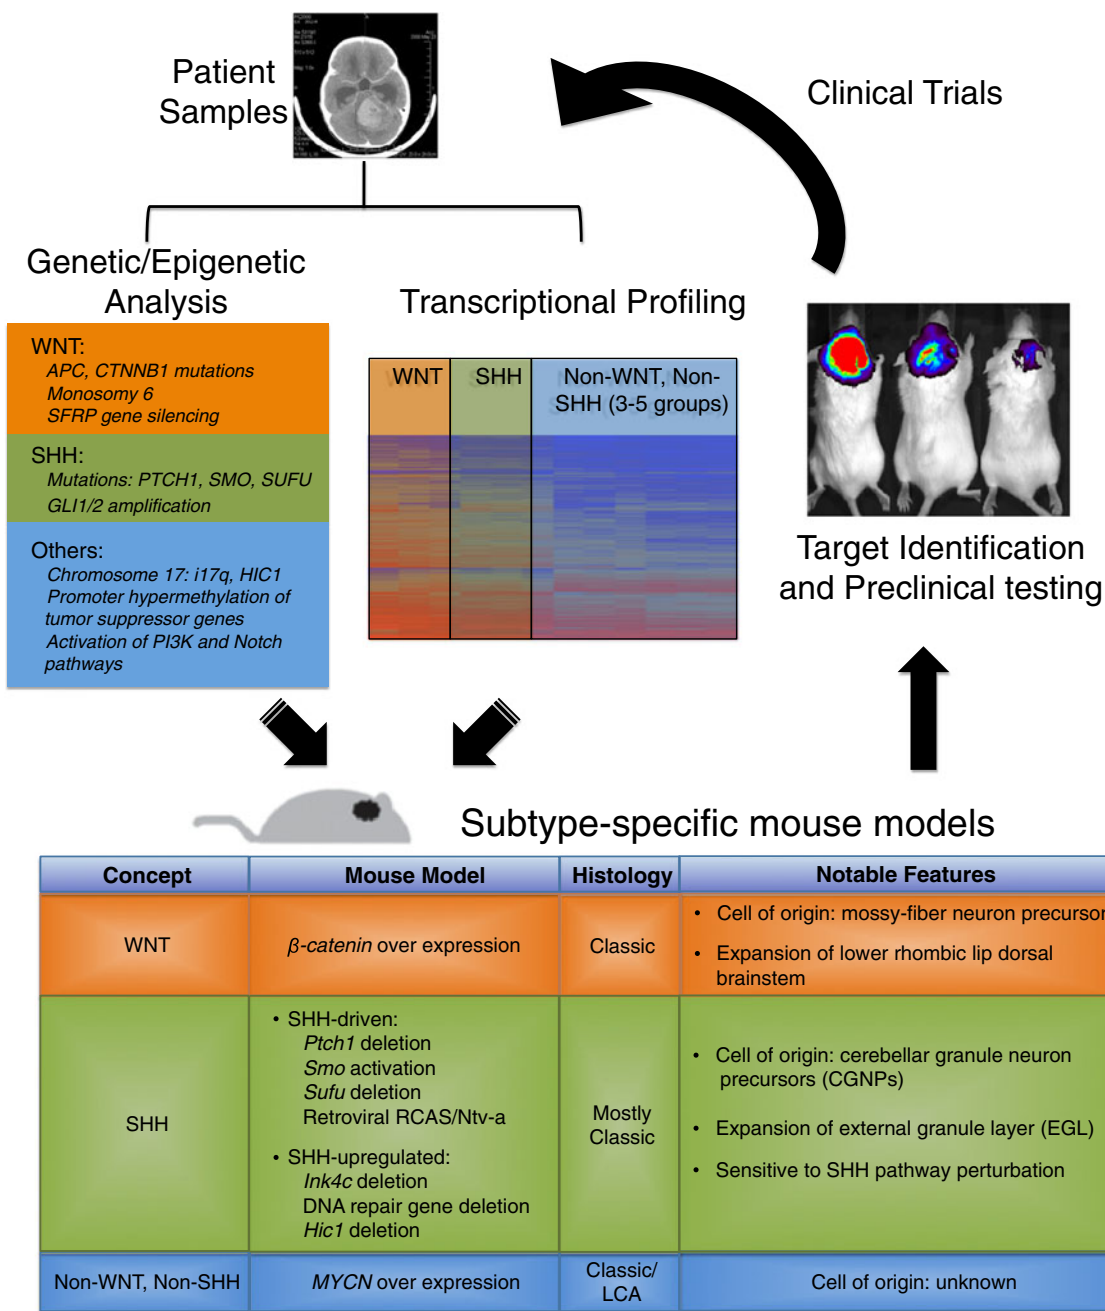 Patient
Samples
Clinical Trials
Genetic/Epigenetic
Analysis
Transcriptional Profiling
WNT:
APC, CTNNB1 mutations
Monosomy 6
SFRP gene silencing
SHH:
Mutations: PTCH1, SMO, SUFU
GLI1/2 amplification
Others:
Chromosome 17: i17q, HIC1
Promoter hypermethylation of
tumor suppressor genes
Activation of PI3K and Notch
pathways
WNT
SHH
Non-WNT, Non-
SHH (3-5 groups)
Target Identification
and Preclinical testing
Subtype-specific mouse models
Concept Mouse Model Histology Notable Features
WNT
β-catenin over expression
Classic
• Cell of origin: mossy-fiber neuron precursor
• Expansion of lower rhombic lip dorsal
brainstem
SHH
• SHH-driven:
Ptch1 deletion
Smo activation
Sufu deletion
Retroviral RCAS/Ntv-a
• SHH-upregulated:
Ink4c deletion
DNA repair gene deletion
Hic1 deletion
Mostly
Classic
• Cell of origin: cerebellar granule neuron
precursors (CGNPs)
• Expansion of external granule layer (EGL)
• Sensitive to SHH pathway perturbation
Non-WNT, Non-SHH
MYCN over expression
Classic/
LCA
Cell of origin: unknown